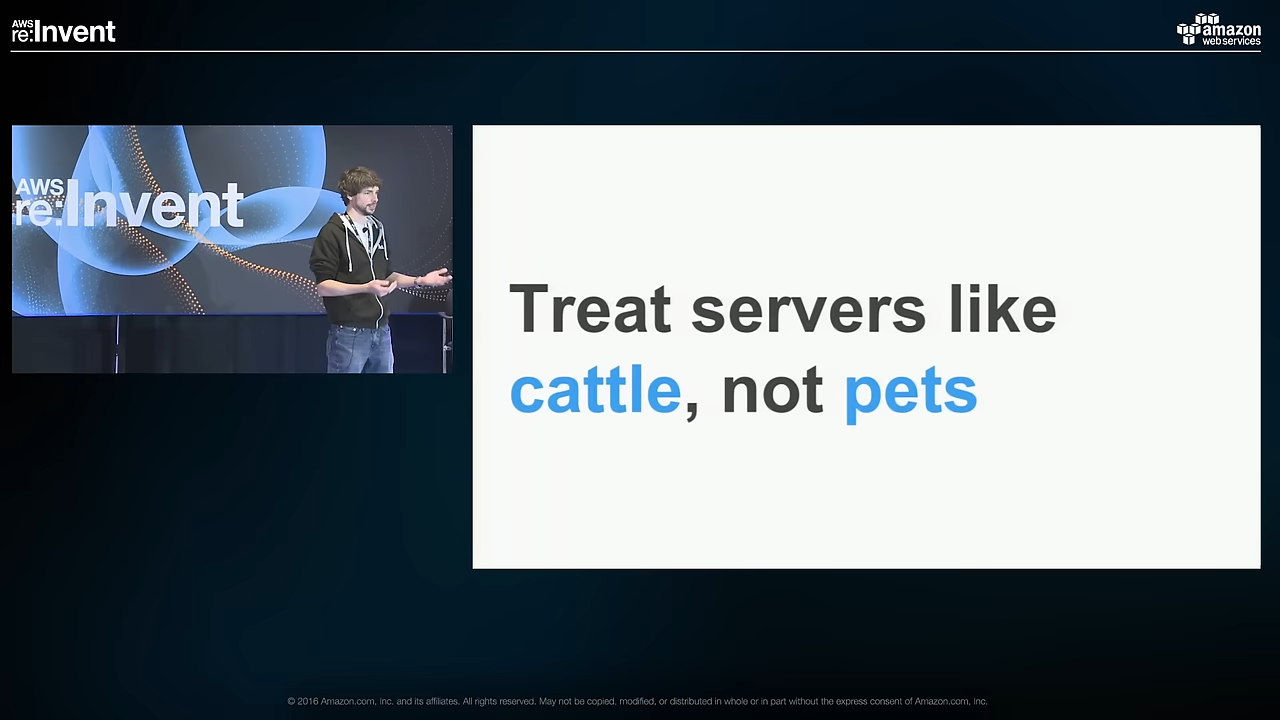 AWS
re:Invent
amazon
webservices
AWS
re:Invent
Treat servers like
cattle, not pets
© 2016 Amazon.com, Inc. and its affiliates. All rights reserved. May not be copied, modified, or distributed in whole or in part without the express consent of Amazon.com, Inc.